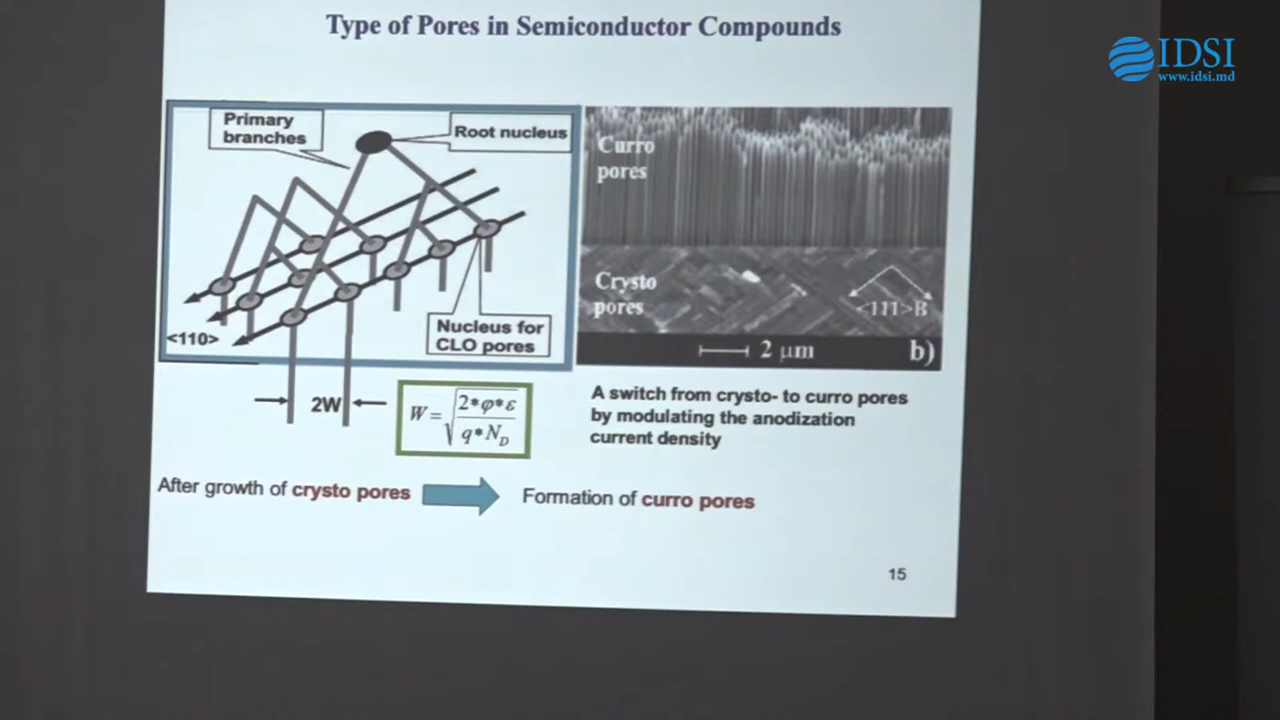 Type of Pores in Semiconductor Compounds
IDSI
www.idsi.md
Primary
branches
Root nucleus
Curro
pores
Crysto
pores
<111>B
Nucleus for
CLO pores
<110>
2 µm
b)
2W
W = √(2*φ*ε / q*N_D)
A switch from crysto- to curro pores
by modulating the anodization
current density
After growth of crysto pores
Formation of curro pores
15